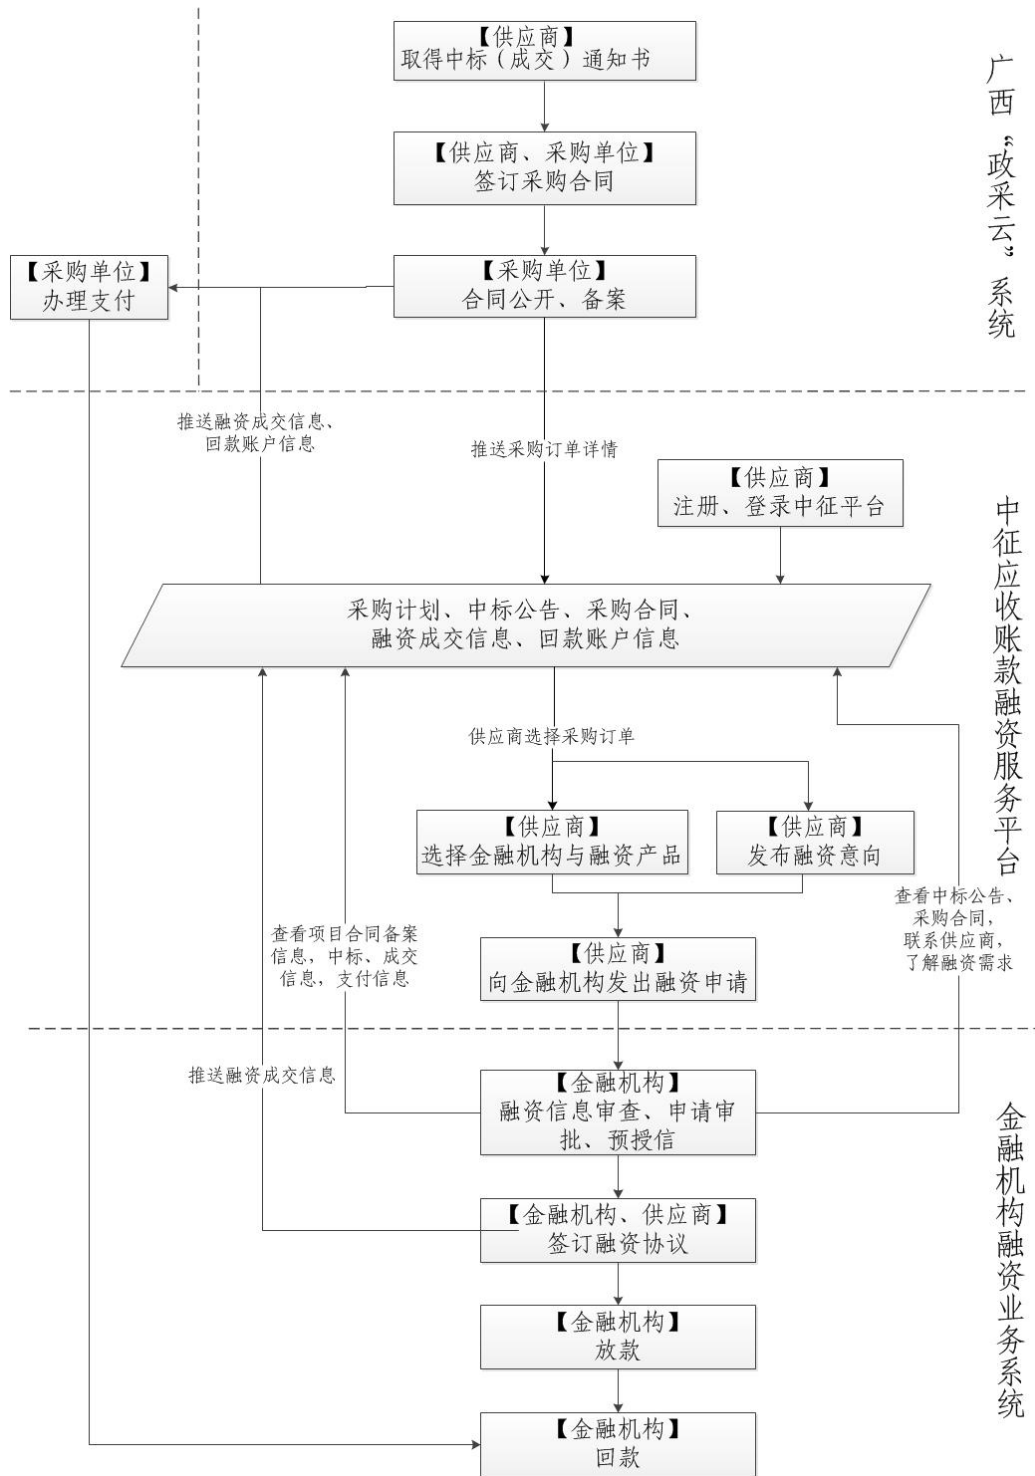 【供应商】
取得中标（成交）通知书
【供应商、采购单位】
签订采购合同
【采购单位】
合同公开、备案
【采购单位】
办理支付
广西“政采云”系统
推送融资成交信息、
回款账户信息
推送采购订单详情
【供应商】
注册、登录中征平台
采购计划、中标公告、采购合同、
融资成交信息、回款账户信息
供应商选择采购订单
【供应商】
选择金融机构与融资产品
【供应商】
发布融资意向
中征应收账款融资服务平台
查看项目合同备案
信息，中标、成交
信息，支付信息
【供应商】
向金融机构发出融资申请
查看中标公告、
采购合同，
联系供应商，
了解融资需求
推送融资成交信息
【金融机构】
融资信息审查、申请审
批、预授信
【金融机构、供应商】
签订融资协议
【金融机构】
放款
【金融机构】
回款
金融机构融资业务系统